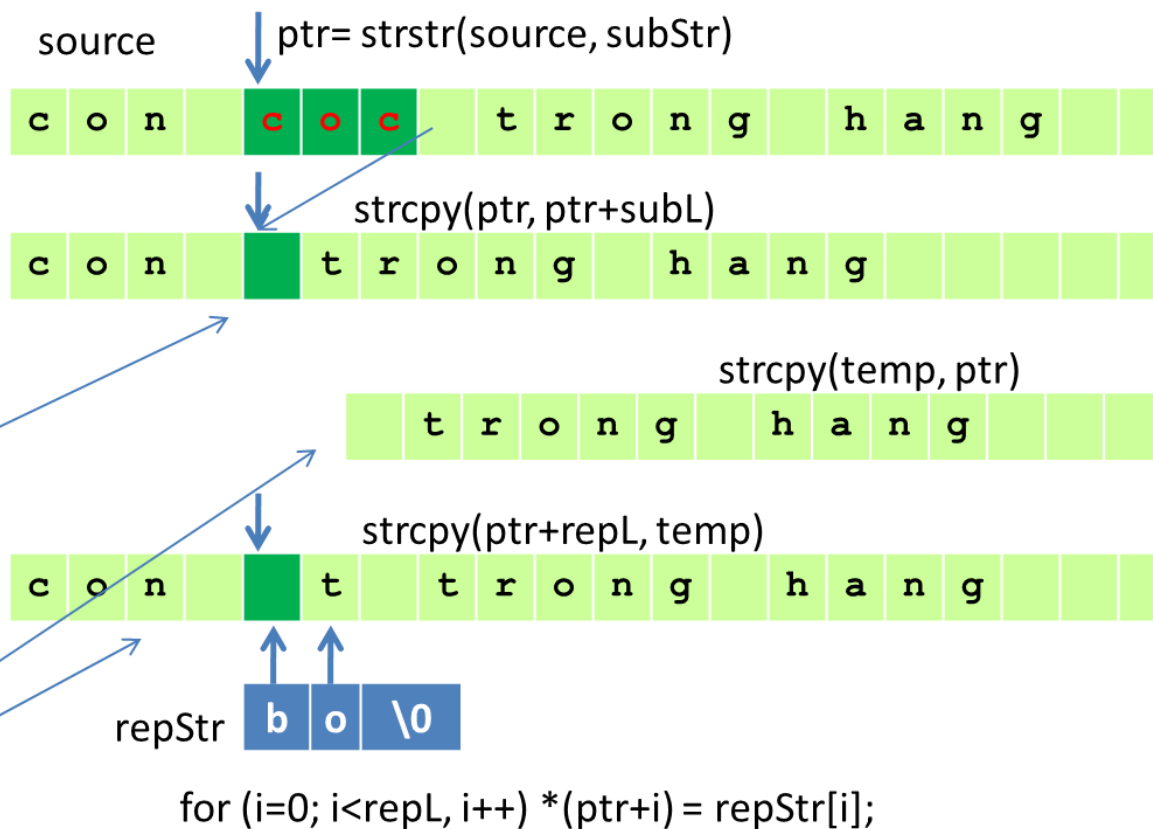 source
ptr= strstr(source, subStr)
c o n c o c t r o n g h a n g
strcpy(ptr, ptr+subL)
c o n t r o n g h a n g
strcpy(temp, ptr)
t r o n g h a n g
strcpy(ptr+repL, temp)
c o n t t r o n g h a n g
repStr b o \0
for (i=0; i<repL, i++) *(ptr+i) = repStr[i];